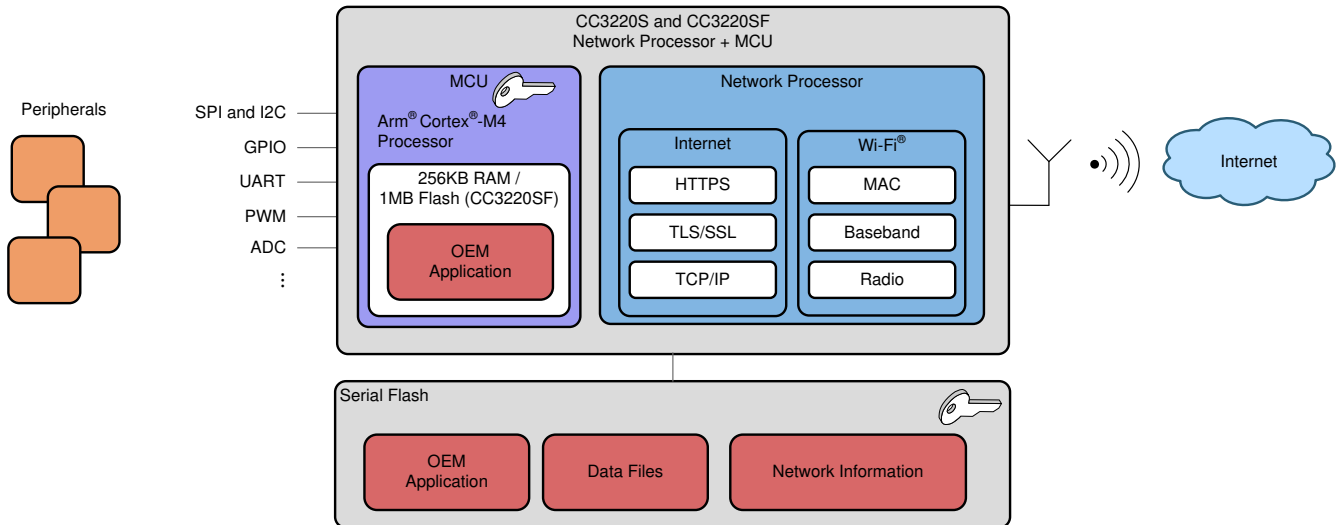 CC3220S and CC3220SF
Network Processor + MCU
Peripherals
SPI and I2C
GPIO
UART
PWM
ADC
⋮
MCU
Arm® Cortex®-M4
Processor
256KB RAM /
1MB Flash (CC3220SF)
OEM
Application
Network Processor
Internet
HTTPS
TLS/SSL
TCP/IP
Wi-Fi®
MAC
Baseband
Radio
Internet
Serial Flash
OEM
Application
Data Files
Network Information